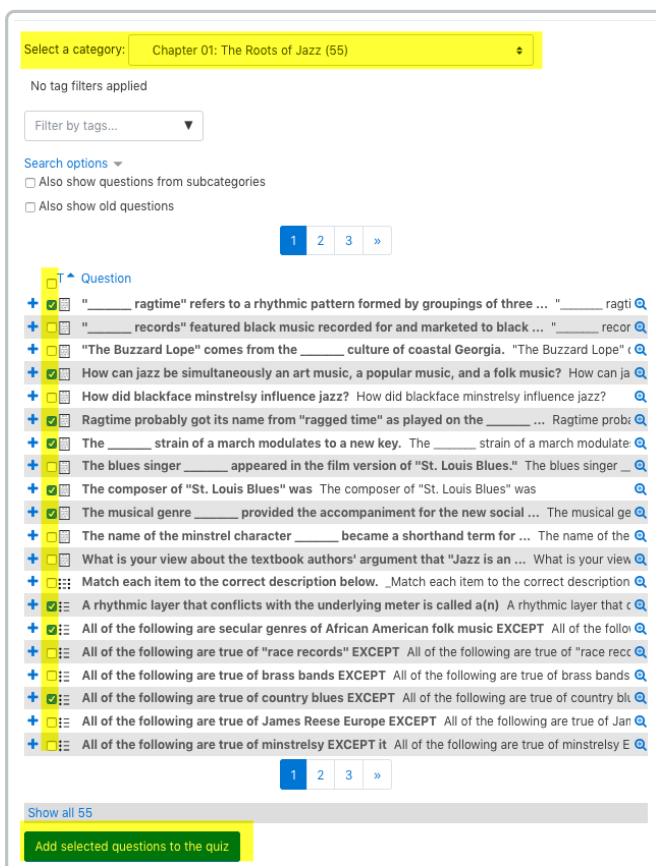 Select a category: Chapter 01: The Roots of Jazz (55)
No tag filters applied
Filter by tags... ▼
Search options
Also show questions from subcategories
Also show old questions
1 2 3 »
T Question
"______ ragtime" refers to a rhythmic pattern formed by groupings of three ... "______ ragti
"______ records" featured black music recorded for and marketed to black ... "______ recor
"The Buzzard Lope" comes from the ______ culture of coastal Georgia. "The Buzzard Lope" c
How can jazz be simultaneously an art music, a popular music, and a folk music? How can ja
How did blackface minstrelsy influence jazz? How did blackface minstrelsy influence jazz?
Ragtime probably got its name from "ragged time" as played on the ______ ... Ragtime proba
The ______ strain of a march modulates to a new key. The ______ strain of a march modulate
The blues singer ______ appeared in the film version of "St. Louis Blues." The blues singer _
The composer of "St. Louis Blues" was The composer of "St. Louis Blues" was
The musical genre ______ provided the accompaniment for the new social ... The musical ge
The name of the minstrel character ______ became a shorthand term for ... The name of the
What is your view about the textbook authors' argument that "Jazz is an ... What is your view
Match each item to the correct description below. _Match each item to the correct description
A rhythmic layer that conflicts with the underlying meter is called a(n) A rhythmic layer that c
All of the following are secular genres of African American folk music EXCEPT All of the follow
All of the following are true of "race records" EXCEPT All of the following are true of "race recc
All of the following are true of brass bands EXCEPT All of the following are true of brass bands
All of the following are true of country blues EXCEPT All of the following are true of country blu
All of the following are true of James Reese Europe EXCEPT All of the following are true of Jan
All of the following are true of minstrelsy EXCEPT it All of the following are true of minstrelsy E
1 2 3 »
Show all 55
Add selected questions to the quiz